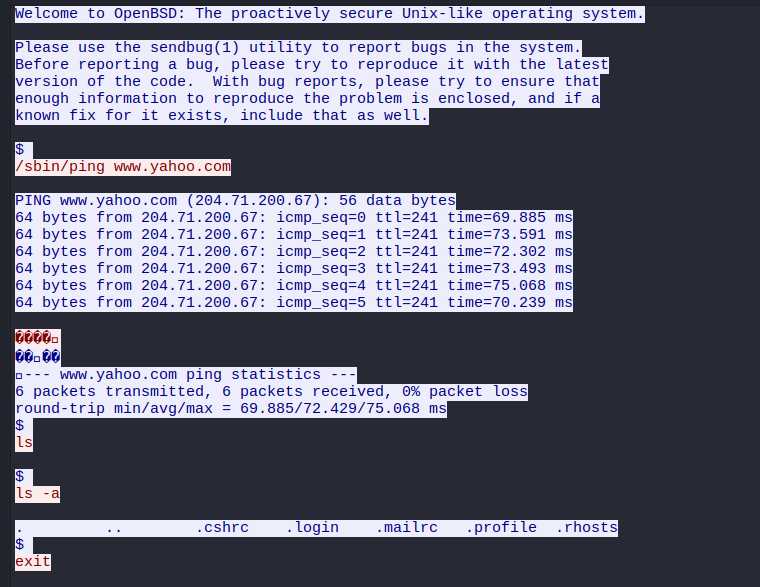 Welcome to OpenBSD: The proactively secure Unix-like operating system.
Please use the sendbug(1) utility to report bugs in the system.
Before reporting a bug, please try to reproduce it with the latest
version of the code.  With bug reports, please try to ensure that
enough information to reproduce the problem is enclosed, and if a
known fix for it exists, include that as well.
$
/sbin/ping www.yahoo.com
PING www.yahoo.com (204.71.200.67): 56 data bytes
64 bytes from 204.71.200.67: icmp_seq=0 ttl=241 time=69.885 ms
64 bytes from 204.71.200.67: icmp_seq=1 ttl=241 time=73.591 ms
64 bytes from 204.71.200.67: icmp_seq=2 ttl=241 time=72.302 ms
64 bytes from 204.71.200.67: icmp_seq=3 ttl=241 time=73.493 ms
64 bytes from 204.71.200.67: icmp_seq=4 ttl=241 time=75.068 ms
64 bytes from 204.71.200.67: icmp_seq=5 ttl=241 time=70.239 ms
����▯
��▯��
▯--- www.yahoo.com ping statistics ---
6 packets transmitted, 6 packets received, 0% packet loss
round-trip min/avg/max = 69.885/72.429/75.068 ms
$
ls
$
ls -a
.         ..        .cshrc    .login    .mailrc   .profile  .rhosts
$
exit